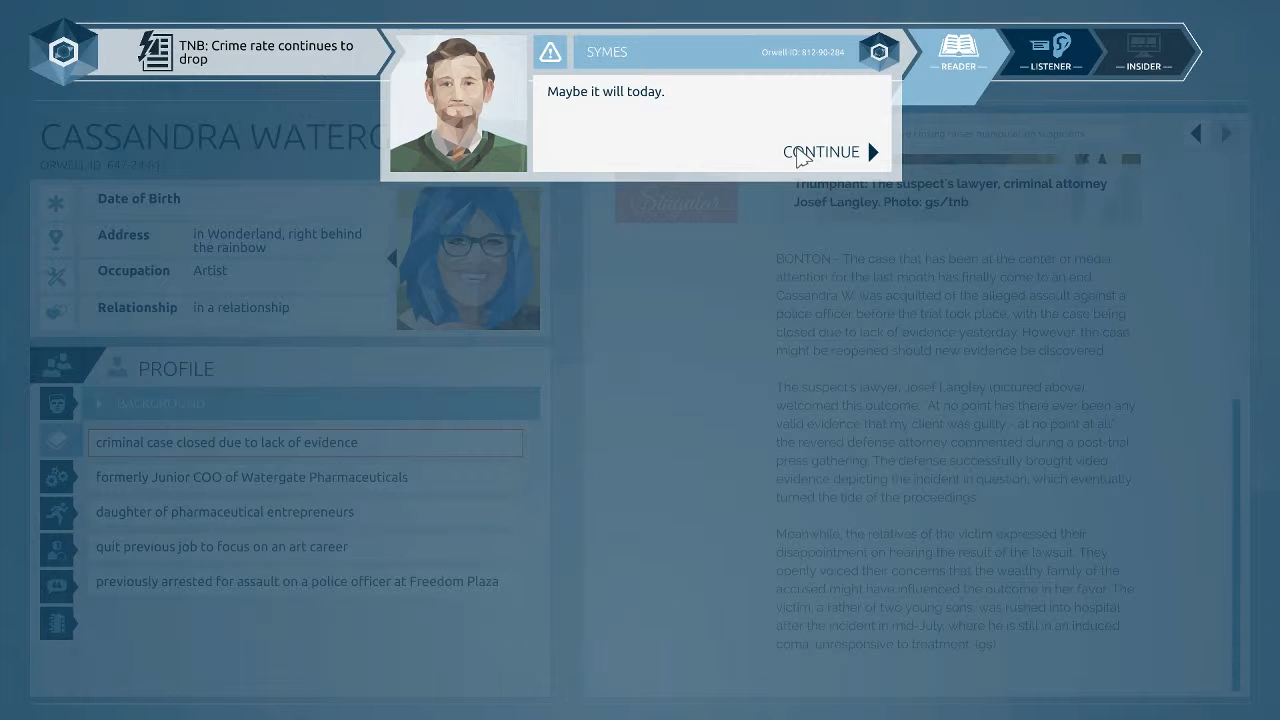 TNB: Crime rate continues to
drop
SYMES
Orwell ID: 812-90-284
Maybe it will today.
CONTINUE
READER
LISTENER
INSIDER
CASSANDRA WATERG
ORWELL ID: 647-24-81
Date of Birth
Address
in Wonderland, right behind
the rainbow
Occupation
Artist
Relationship
in a relationship
PROFILE
BACKGROUND
criminal case closed due to lack of evidence
formerly Junior COO of Watergate Pharmaceuticals
daughter of pharmaceutical entrepreneurs
quit previous job to focus on an art career
previously arrested for assault on a police officer at Freedom Plaza
closing raises manipulation suspicions
Triumphant: The suspect's lawyer, criminal attorney
Josef Langley. Photo: gs/tnb
BONTON - The case that has been at the center of media
attention for the last month has finally come to an end.
Cassandra W. was acquitted of the alleged assault against a
police officer before the trial took place, with the case being
closed due to lack of evidence yesterday. However, the case
might be reopened should new evidence be discovered.
The suspect's lawyer, Josef Langley (pictured above),
welcomed this outcome: "At no point has there ever been any
valid evidence that my client was guilty - at no point at all,"
the revered defense attorney commented during a post-trial
press gathering. The defense successfully brought video
evidence depicting the incident in question, which eventually
turned the tide of the proceedings.
Meanwhile, the relatives of the victim expressed their
disappointment on hearing the result of the lawsuit. They
openly voiced their concerns that the wealthy family of the
accused might have influenced the outcome in her favor. The
victim, a father of two young sons, was rushed into hospital
after the incident in mid-July, where he is still in an induced
coma, unresponsive to treatment. (gs)